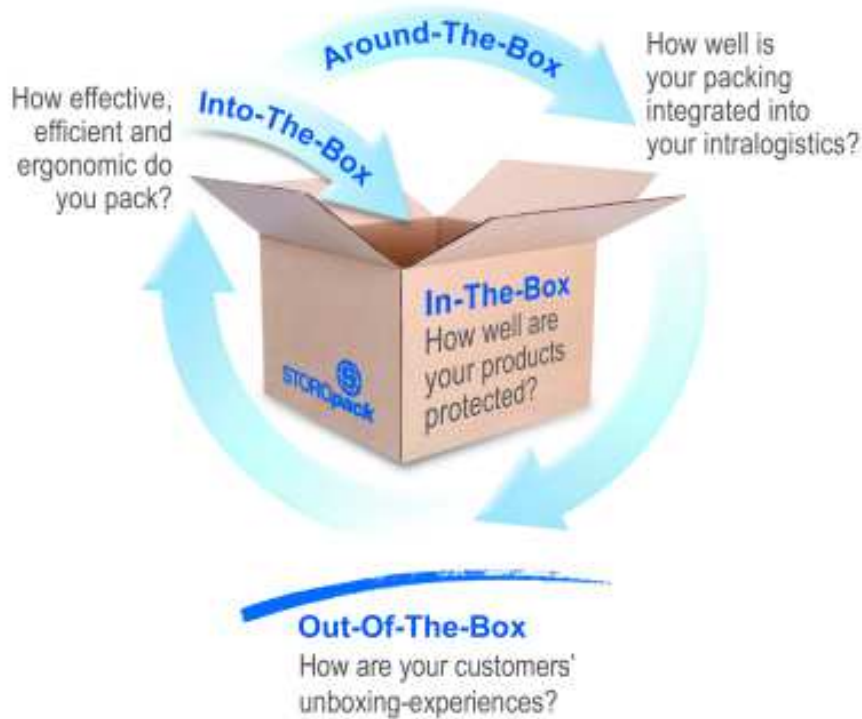 Around-The-Box
How well is
your packing
integrated into
your intralogistics?
How effective,
efficient and
ergonomic do
you pack?
Into-The-Box
In-The-Box
How well are
your products
protected?
STOROpack
Out-Of-The-Box
How are your customers'
unboxing-experiences?